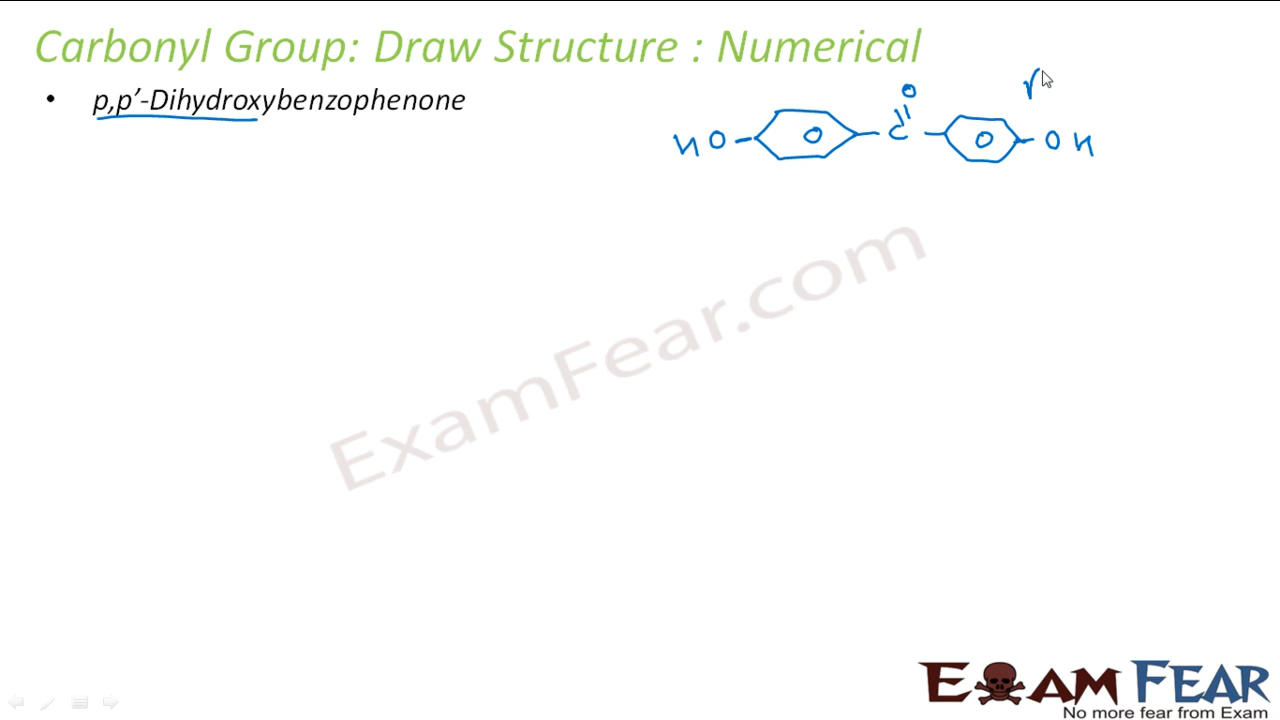 Carbonyl Group: Draw Structure : Numerical
• p,p’-Dihydroxybenzophenone
O
HO C OH
ExamFear.com
EXAM FEAR
No more fear from Exam